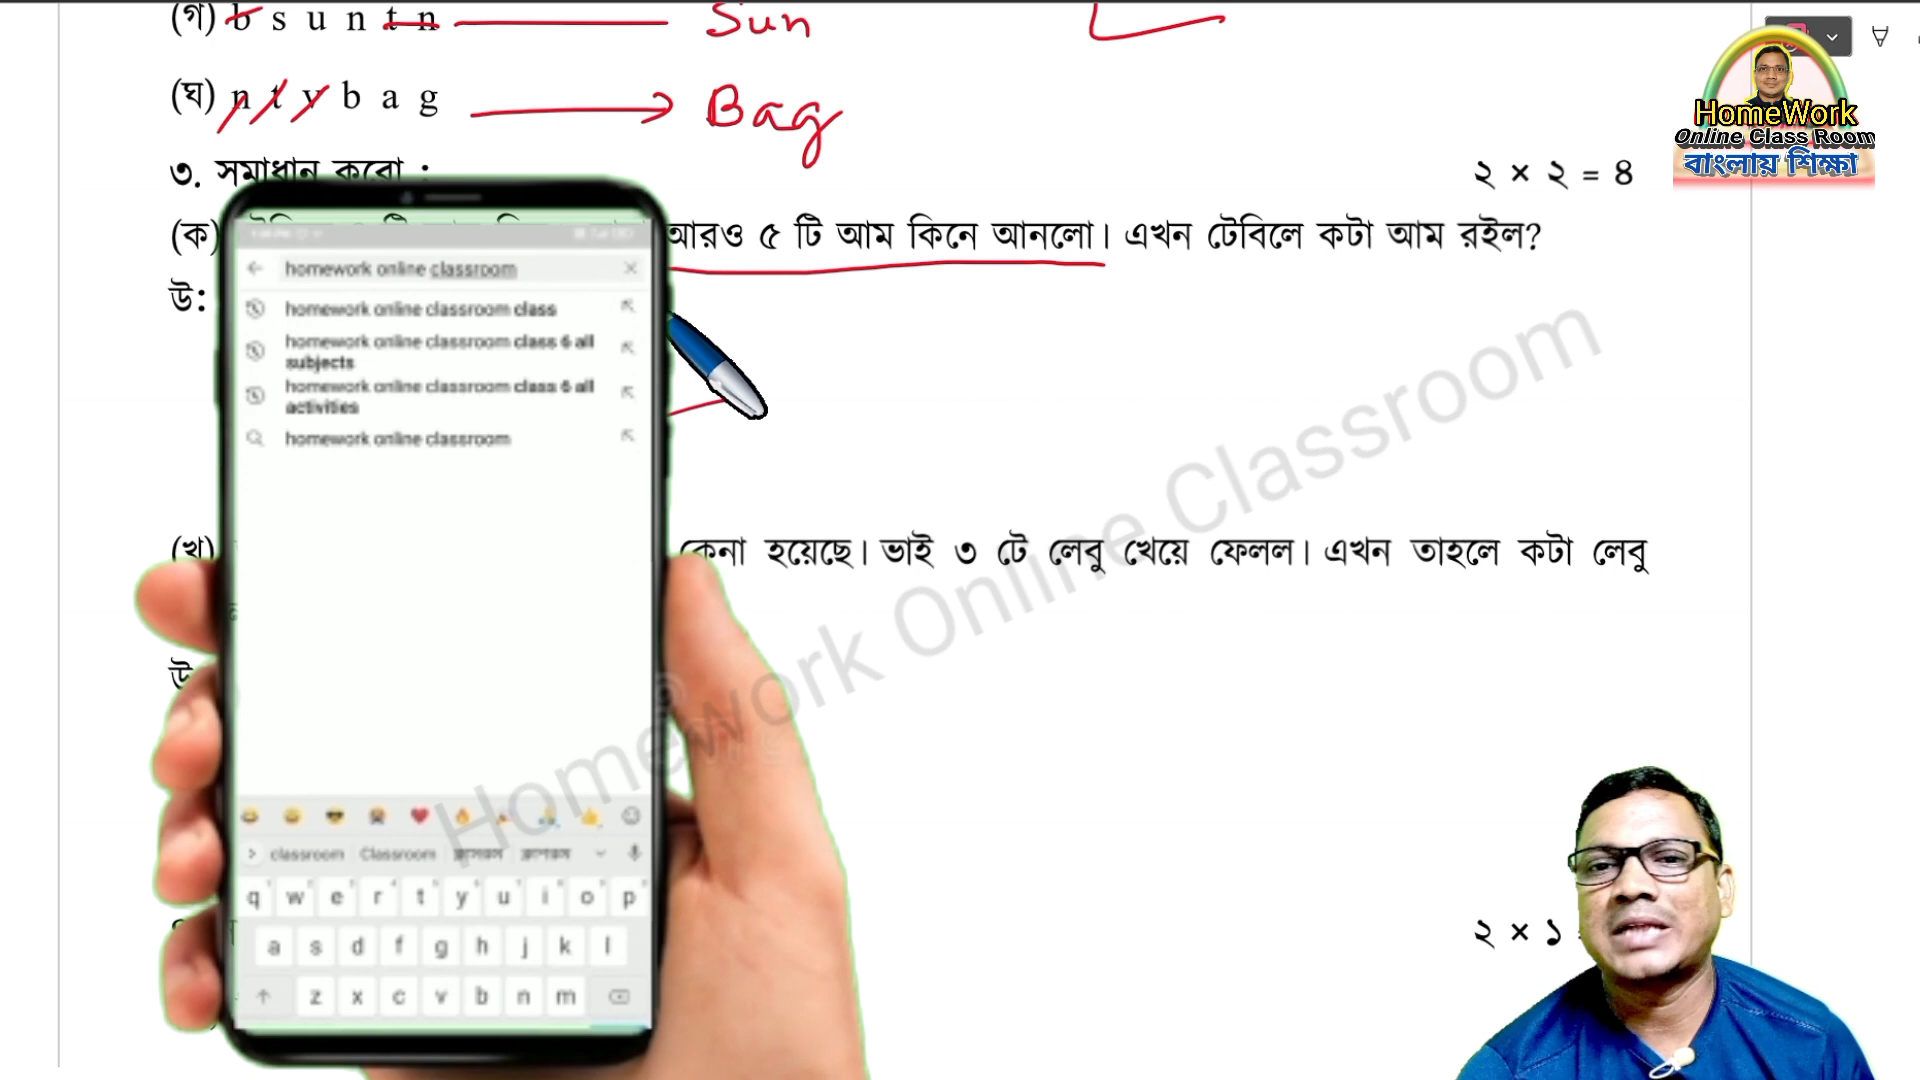 (গ) b s u n t n Sun
(ঘ) n t y b a g Bag
৩. সমাধান করো : ২ × ২ = ৪
(ক) আরও ৫ টি আম কিনে আনলো। এখন টেবিলে কটা আম রইল?
উ:
(খ) কেনা হয়েছে। ভাই ৩ টে লেবু খেয়ে ফেলল। এখন তাহলে কটা লেবু
উ
২ × ১
homework online classroom
homework online classroom class
homework online classroom class 6 all
subjects
homework online classroom class 6 all
activities
homework online classroom
classroom Classroom
q w e r t y u i o p
a s d f g h j k l
z x c v b n m
HomeWork Online Classroom
HomeWork
Online Class Room
বাংলায় শিক্ষা